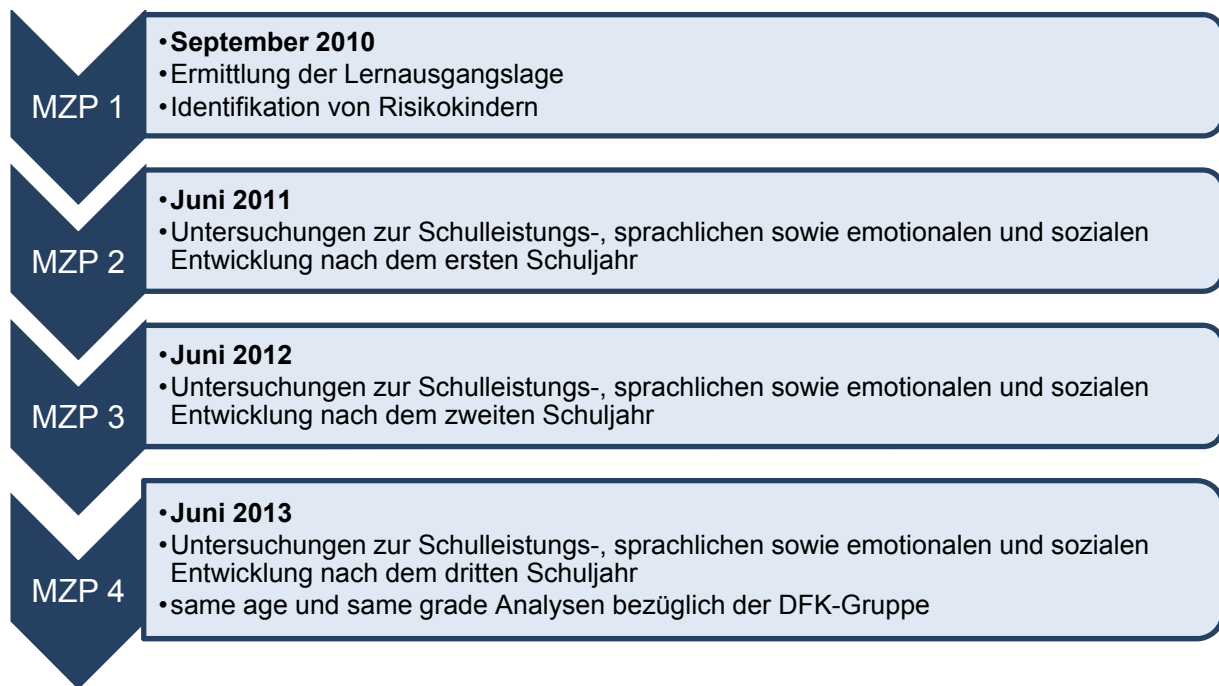 MZP 1
•September 2010
•Ermittlung der Lernausgangslage
•Identifikation von Risikokindern
MZP 2
•Juni 2011
•Untersuchungen zur Schulleistungs-, sprachlichen sowie emotionalen und sozialen
Entwicklung nach dem ersten Schuljahr
MZP 3
•Juni 2012
•Untersuchungen zur Schulleistungs-, sprachlichen sowie emotionalen und sozialen
Entwicklung nach dem zweiten Schuljahr
MZP 4
•Juni 2013
•Untersuchungen zur Schulleistungs-, sprachlichen sowie emotionalen und sozialen
Entwicklung nach dem dritten Schuljahr
•same age und same grade Analysen bezüglich der DFK-Gruppe